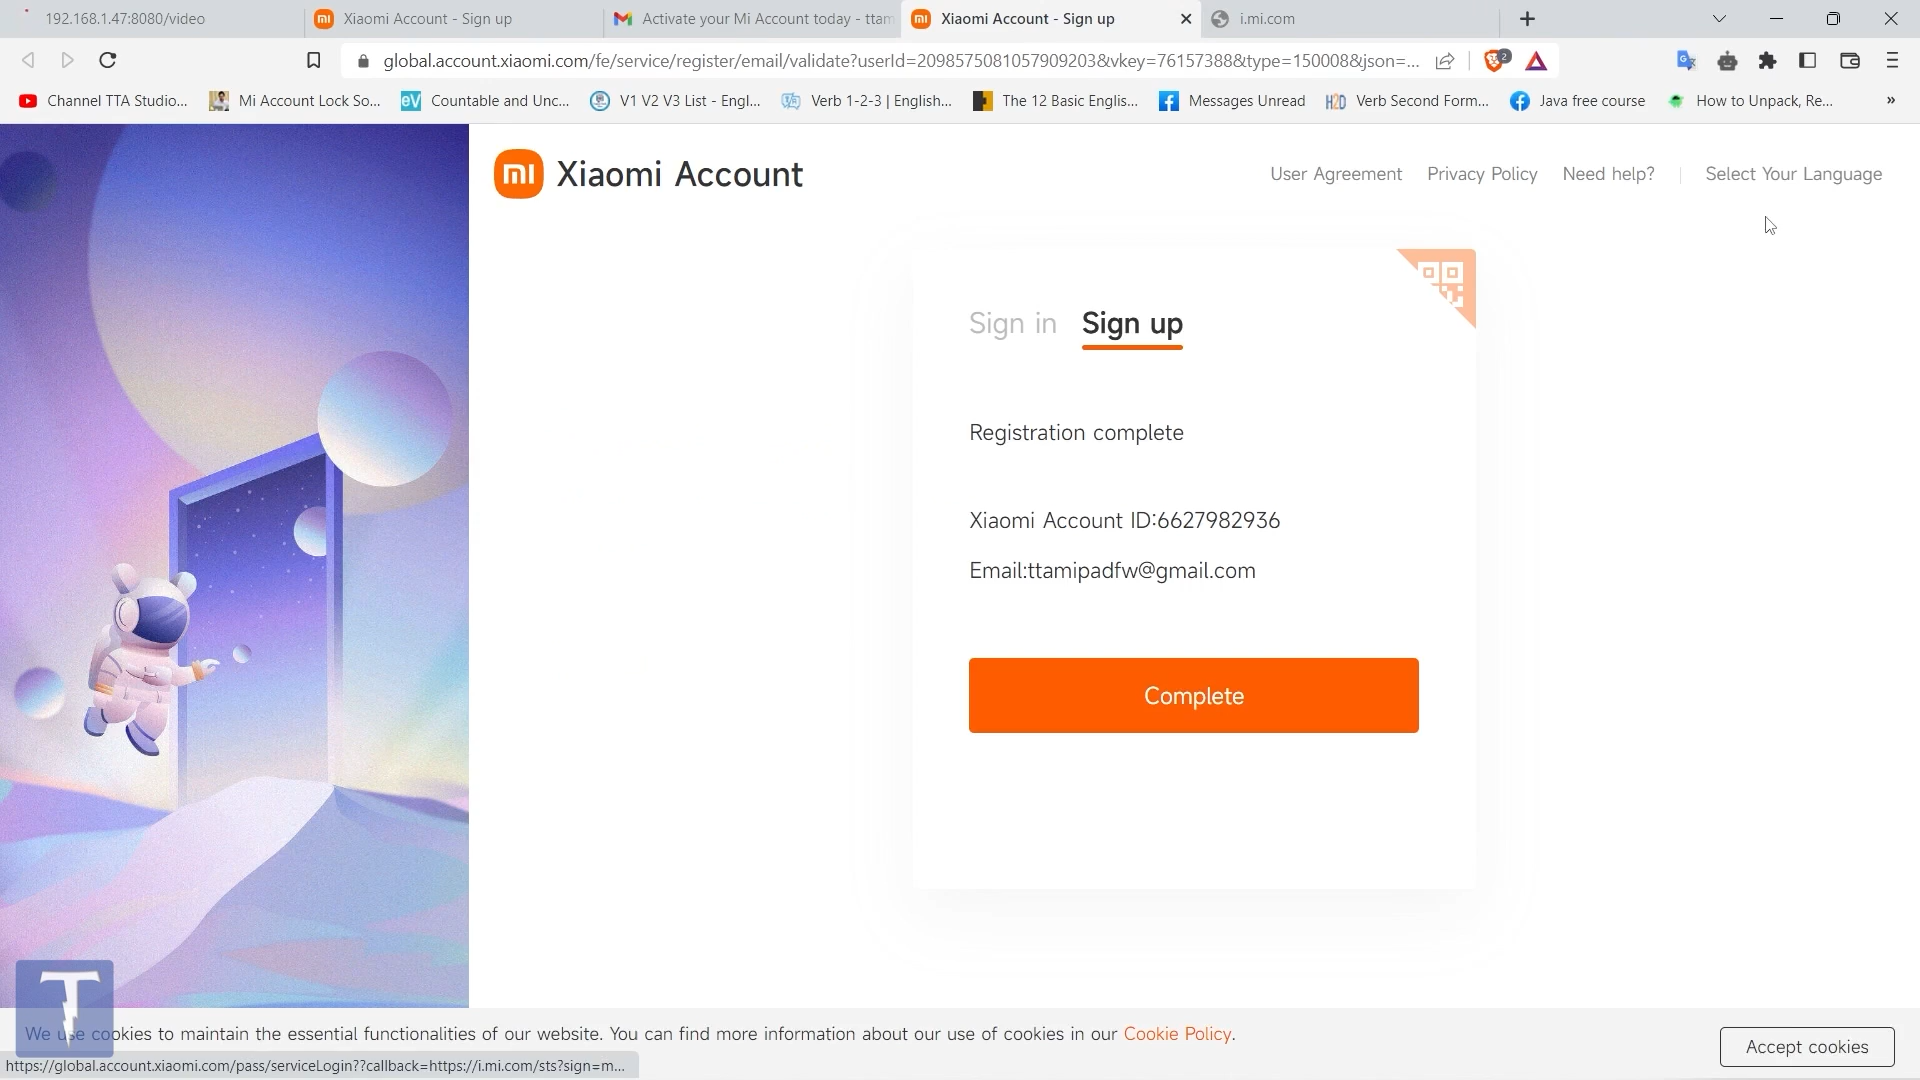 192.168.1.47:8080/video
Xiaomi Account - Sign up
Activate your Mi Account today - ttam
Xiaomi Account - Sign up
i.mi.com
global.account.xiaomi.com/fe/service/register/email/validate?userId=2098575081057909203&vkey=76157388&type=150008&json=...
2
Channel TTA Studio...
Mi Account Lock So...
eV
Countable and Unc...
V1 V2 V3 List - Engl...
Verb 1-2-3 | English...
The 12 Basic Englis...
Messages Unread
Verb Second Form...
Java free course
How to Unpack, Re...
»
mi
Xiaomi Account
User Agreement
Privacy Policy
Need help?
Select Your Language
Sign in
Sign up
Registration complete
Xiaomi Account ID:6627982936
Email:ttamipadfw@gmail.com
Complete
T
We use cookies to maintain the essential functionalities of our website. You can find more information about our use of cookies in our Cookie Policy.
Accept cookies
https://global.account.xiaomi.com/pass/serviceLogin??callback=https://i.mi.com/sts?sign=m...